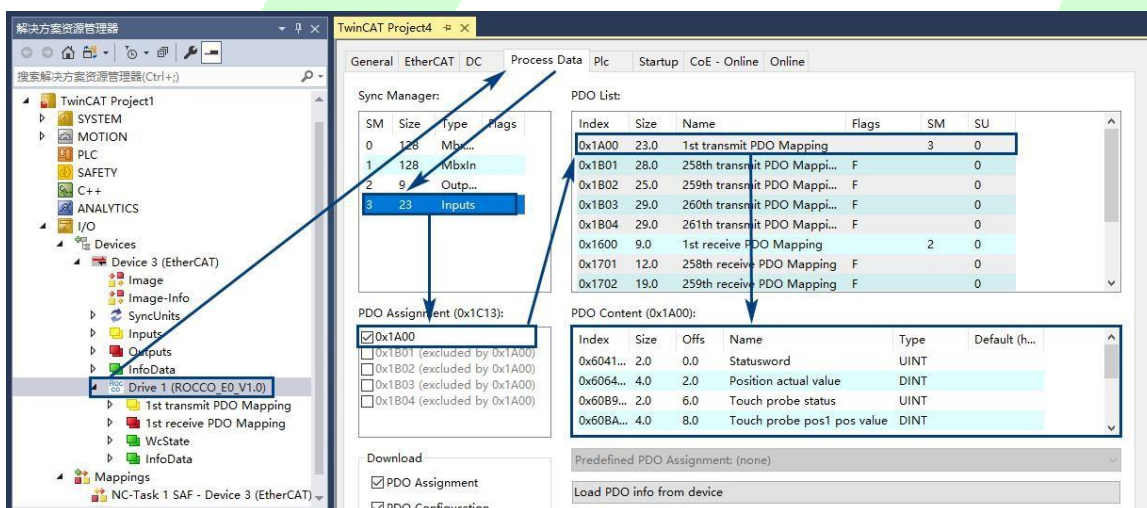 解决方案资源管理器
搜索解决方案资源管理器(Ctrl+;)
TwinCAT Project1
SYSTEM
MOTION
PLC
SAFETY
C++
ANALYTICS
I/O
Devices
Device 3 (EtherCAT)
Image
Image-Info
SyncUnits
Inputs
Outputs
InfoData
Drive 1 (ROCCO_E0_V1.0)
1st transmit PDO Mapping
1st receive PDO Mapping
WcState
InfoData
Mappings
NC-Task 1 SAF - Device 3 (EtherCAT)
TwinCAT Project4
General EtherCAT DC Process Data Plc Startup CoE - Online Online
Sync Manager:
SM Size Type Flags
0 128 Mbx...
1 128 MbxIn
2 9 Outp...
3 23 Inputs
PDO List:
Index Size Name Flags SM SU
0x1A00 23.0 1st transmit PDO Mapping 3 0
0x1B01 28.0 258th transmit PDO Mappi... F 0
0x1B02 25.0 259th transmit PDO Mappi... F 0
0x1B03 29.0 260th transmit PDO Mappi... F 0
0x1B04 29.0 261th transmit PDO Mappi... F 0
0x1600 9.0 1st receive PDO Mapping 2 0
0x1701 12.0 258th receive PDO Mapping F 0
0x1702 19.0 259th receive PDO Mapping F 0
PDO Assignment (0x1C13):
0x1A00
0x1B01 (excluded by 0x1A00)
0x1B02 (excluded by 0x1A00)
0x1B03 (excluded by 0x1A00)
0x1B04 (excluded by 0x1A00)
PDO Content (0x1A00):
Index Size Offs Name Type Default (h...
0x6041... 2.0 0.0 Statusword UINT
0x6064... 4.0 2.0 Position actual value DINT
0x60B9... 2.0 6.0 Touch probe status UINT
0x60BA... 4.0 8.0 Touch probe pos1 pos value DINT
Download
PDO Assignment
PDO Configuration
Predefined PDO Assignment: (none)
Load PDO info from device